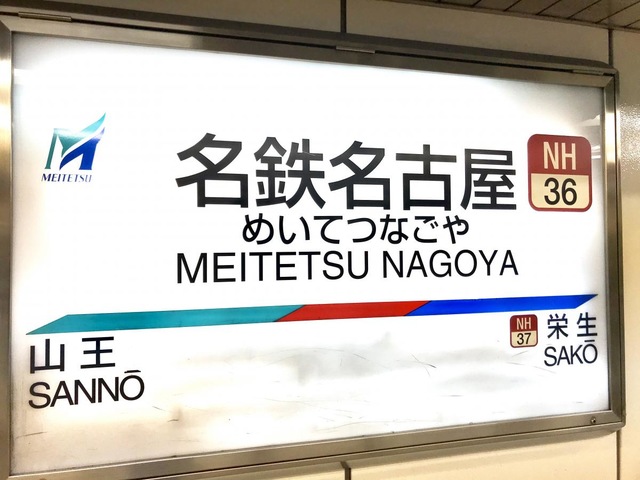 MEITETSU
名鉄名古屋
NH
36
めいてつなごや
MEITETSU NAGOYA
山王
SANNŌ
NH
37
栄生
SAKŌ